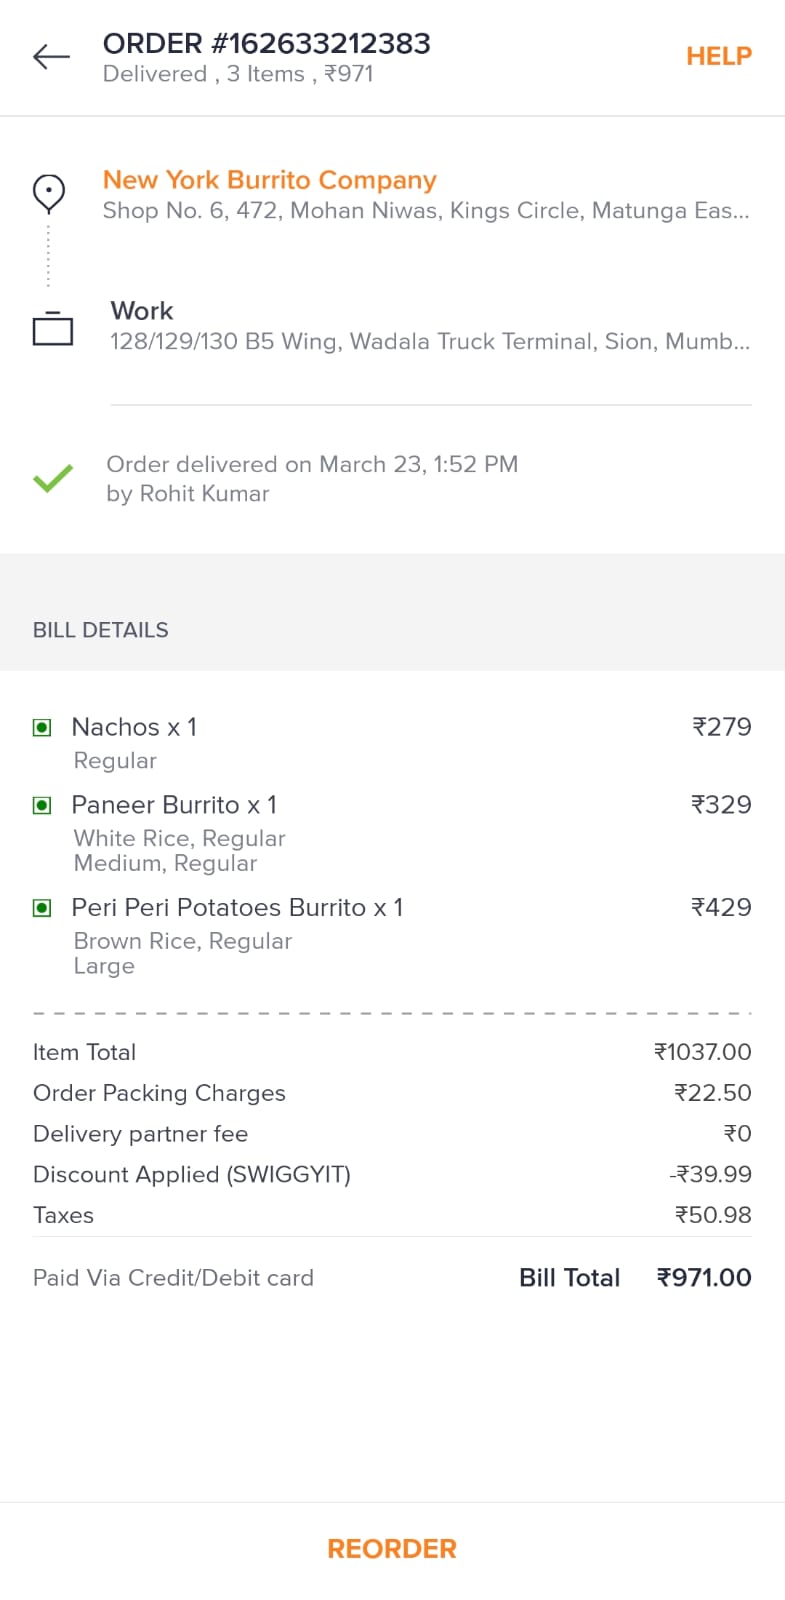 ORDER #162633212383
Delivered , 3 Items , ₹971
HELP
New York Burrito Company
Shop No. 6, 472, Mohan Niwas, Kings Circle, Matunga Eas...
Work
128/129/130 B5 Wing, Wadala Truck Terminal, Sion, Mumb...
Order delivered on March 23, 1:52 PM
by Rohit Kumar
BILL DETAILS
Nachos x 1 ₹279
Regular
Paneer Burrito x 1 ₹329
White Rice, Regular
Medium, Regular
Peri Peri Potatoes Burrito x 1 ₹429
Brown Rice, Regular
Large
Item Total ₹1037.00
Order Packing Charges ₹22.50
Delivery partner fee ₹0
Discount Applied (SWIGGYIT) -₹39.99
Taxes ₹50.98
Paid Via Credit/Debit card Bill Total ₹971.00
REORDER